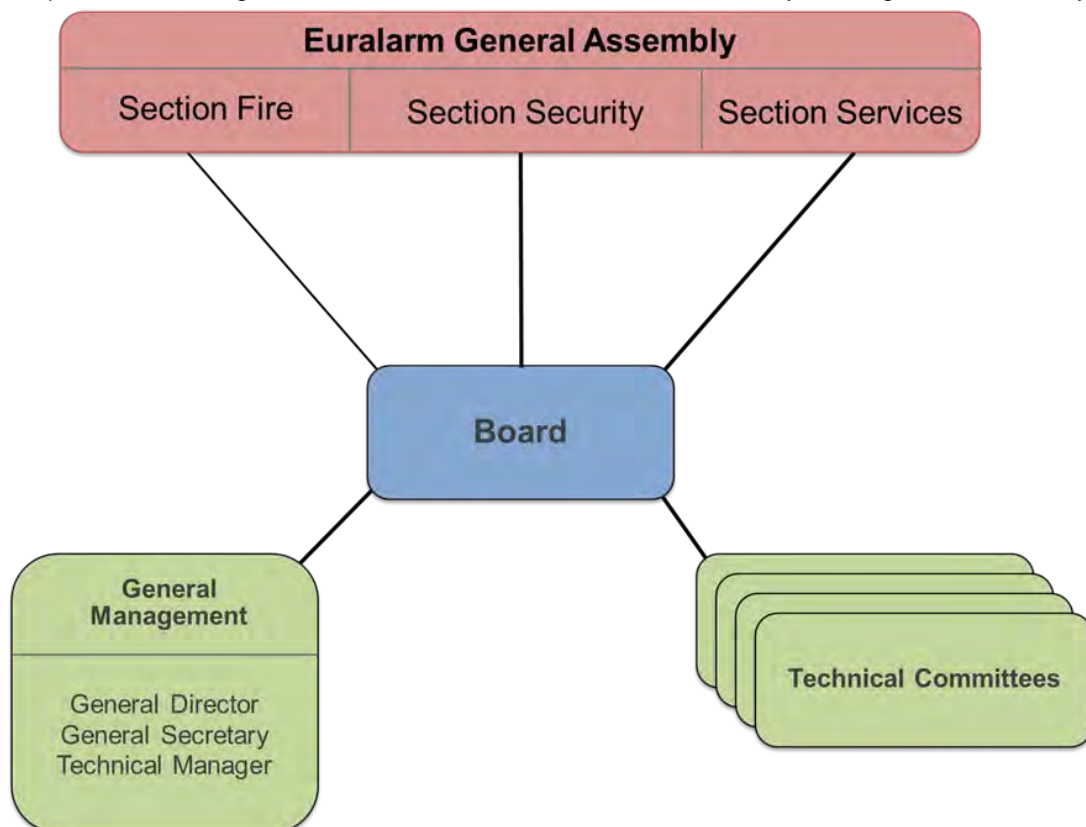 Euralarm General Assembly
Section Fire
Section Security
Section Services
Board
General
Management
General Director
General Secretary
Technical Manager
Technical Committees